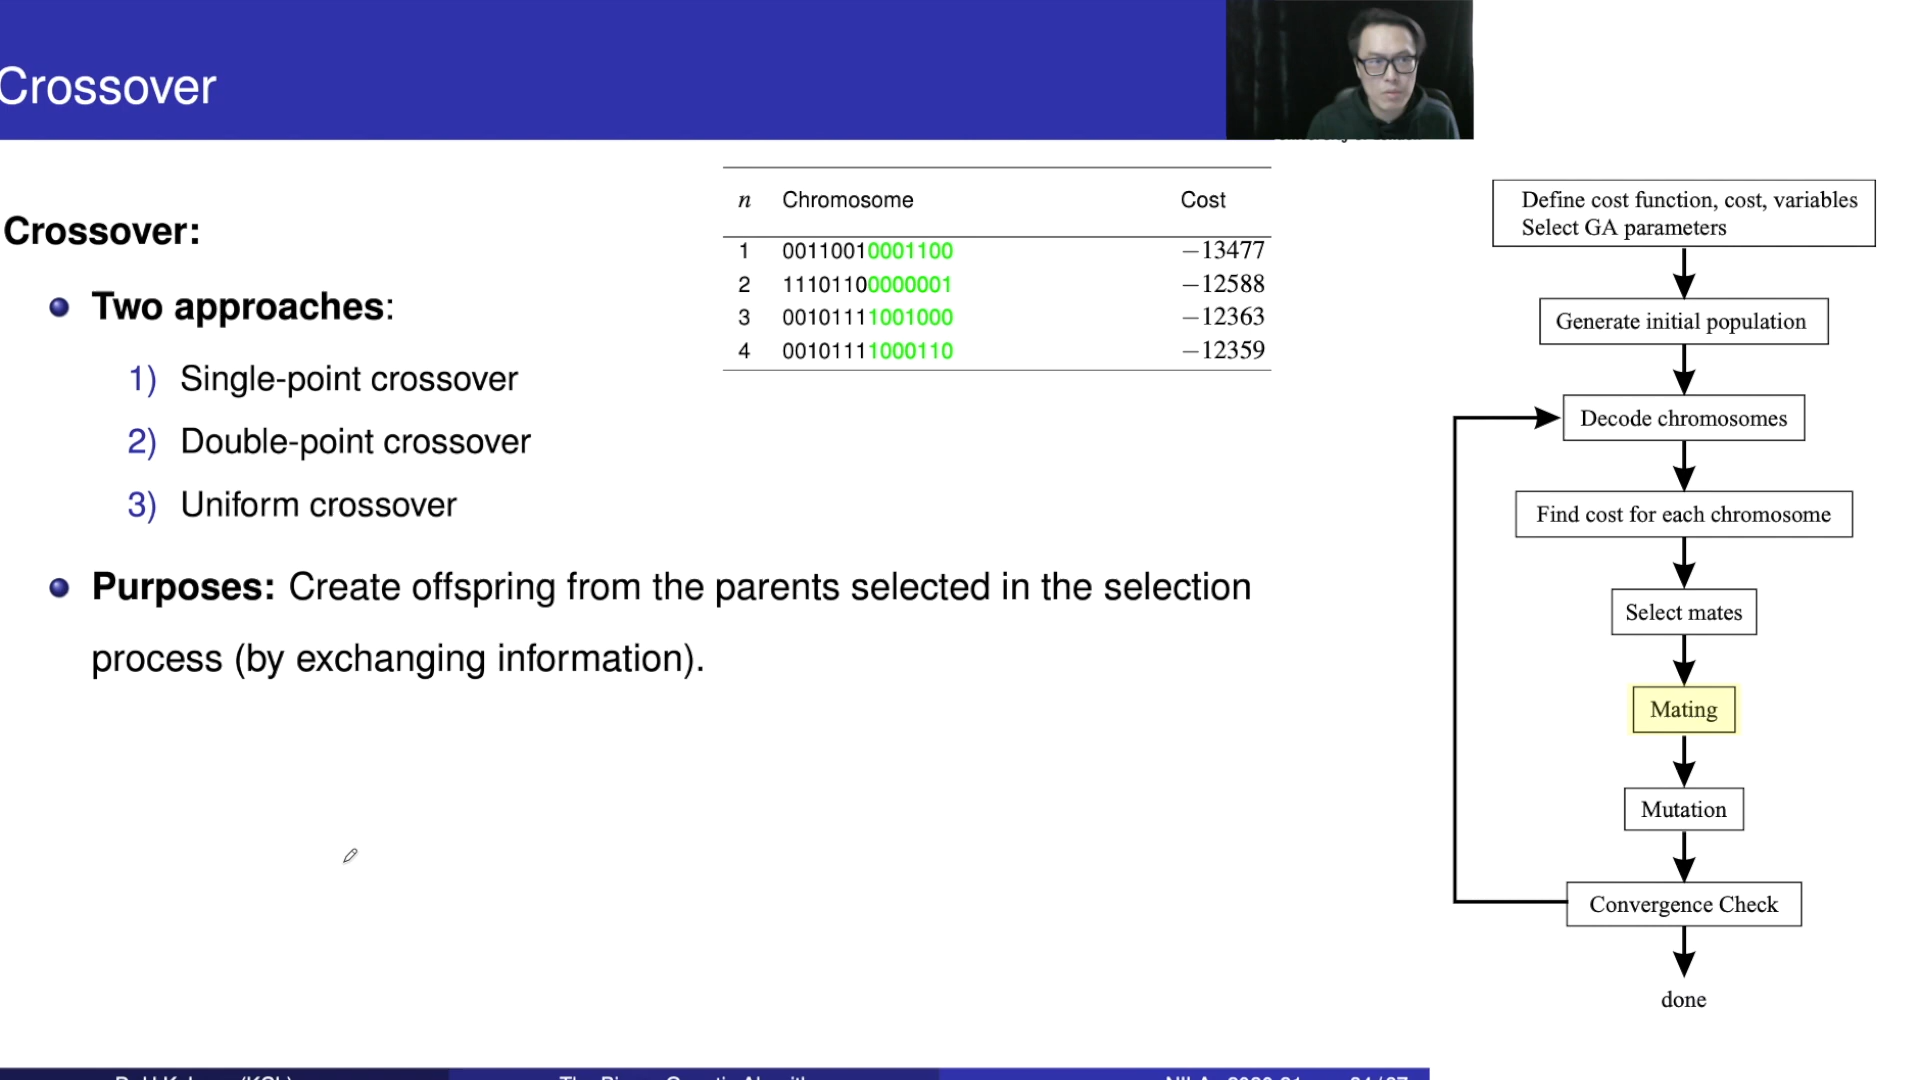 Crossover
Crossover:
Two approaches:
1) Single-point crossover
2) Double-point crossover
3) Uniform crossover
Purposes: Create offspring from the parents selected in the selection
process (by exchanging information).
n Chromosome Cost
1 00110010001100 −13477
2 11101100000001 −12588
3 00101111001000 −12363
4 00101111000110 −12359
Define cost function, cost, variables
Select GA parameters
Generate initial population
Decode chromosomes
Find cost for each chromosome
Select mates
Mating
Mutation
Convergence Check
done